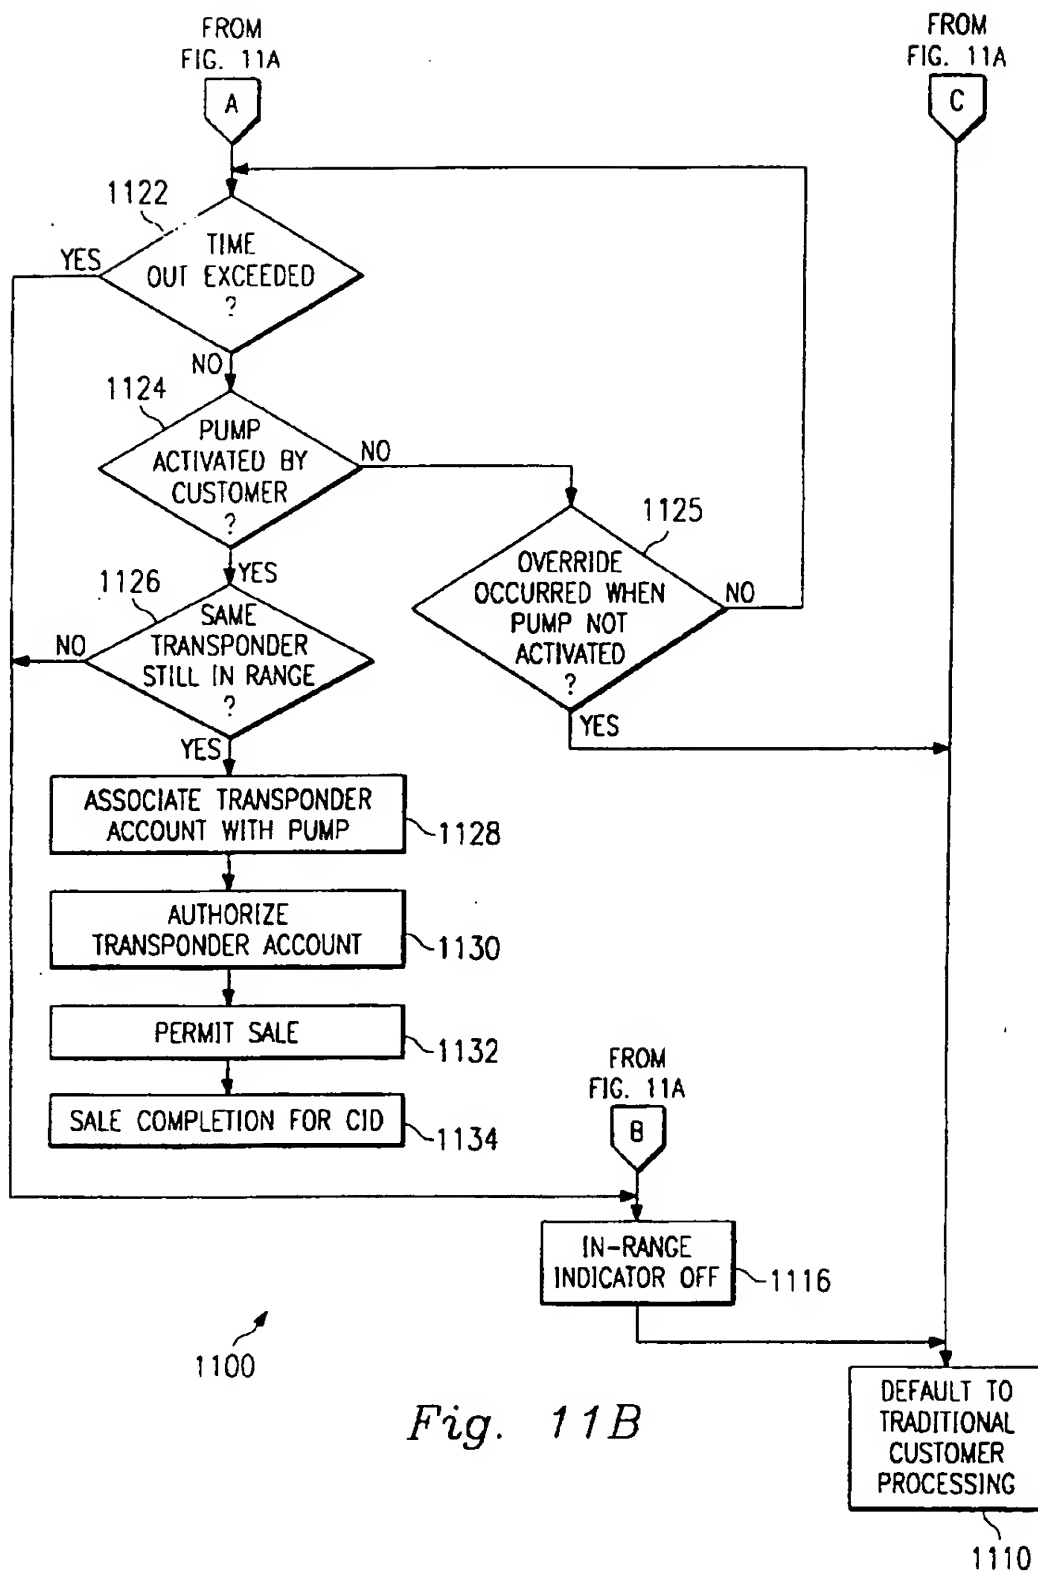 FROM
FIG. 11A
A
FROM
FIG. 11A
C
1122
TIME
OUT EXCEEDED
?
YES
NO
1124
PUMP
ACTIVATED BY
CUSTOMER
?
NO
YES
1125
OVERRIDE
OCCURRED WHEN
PUMP NOT
ACTIVATED
?
NO
YES
1126
SAME
TRANSPONDER
STILL IN RANGE
?
NO
YES
ASSOCIATE TRANSPONDER
ACCOUNT WITH PUMP
1128
AUTHORIZE
TRANSPONDER ACCOUNT
1130
PERMIT SALE
1132
SALE COMPLETION FOR CID
1134
FROM
FIG. 11A
B
IN-RANGE
INDICATOR OFF
1116
1100
DEFAULT TO
TRADITIONAL
CUSTOMER
PROCESSING
1110
Fig. 11B